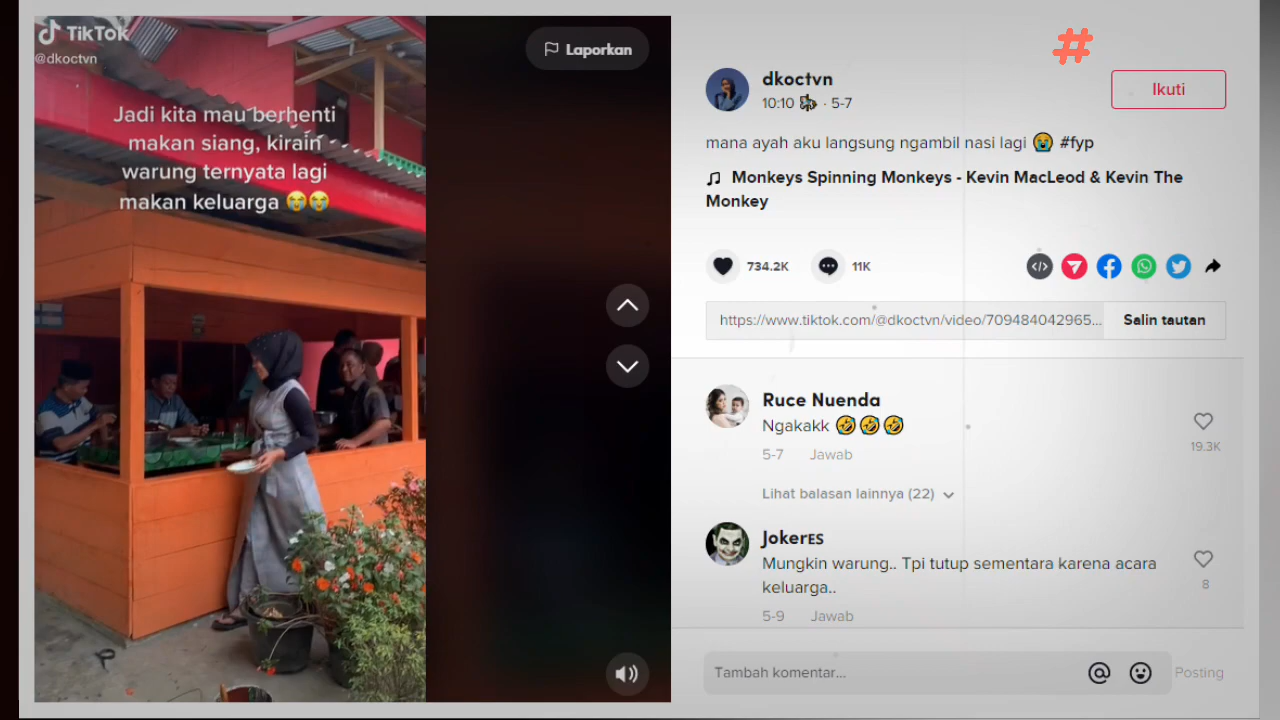 TikTok
@dkoctvn
Jadi kita mau berhenti
makan siang, kirain
warung ternyata lagi
makan keluarga 😭😭
Laporkan
#
dkoctvn
10:10 · 5-7
Ikuti
mana ayah aku langsung ngambil nasi lagi 😭 #fyp
Monkeys Spinning Monkeys - Kevin MacLeod & Kevin The
Monkey
734.2K
11K
https://www.tiktok.com/@dkoctvn/video/709484042965...
Salin tautan
Ruce Nuenda
Ngakakk 🤣🤣🤣
5-7 Jawab
19.3K
Lihat balasan lainnya (22)
JokerES
Mungkin warung.. Tpi tutup sementara karena acara
keluarga..
5-9 Jawab
8
Tambah komentar...
Posting